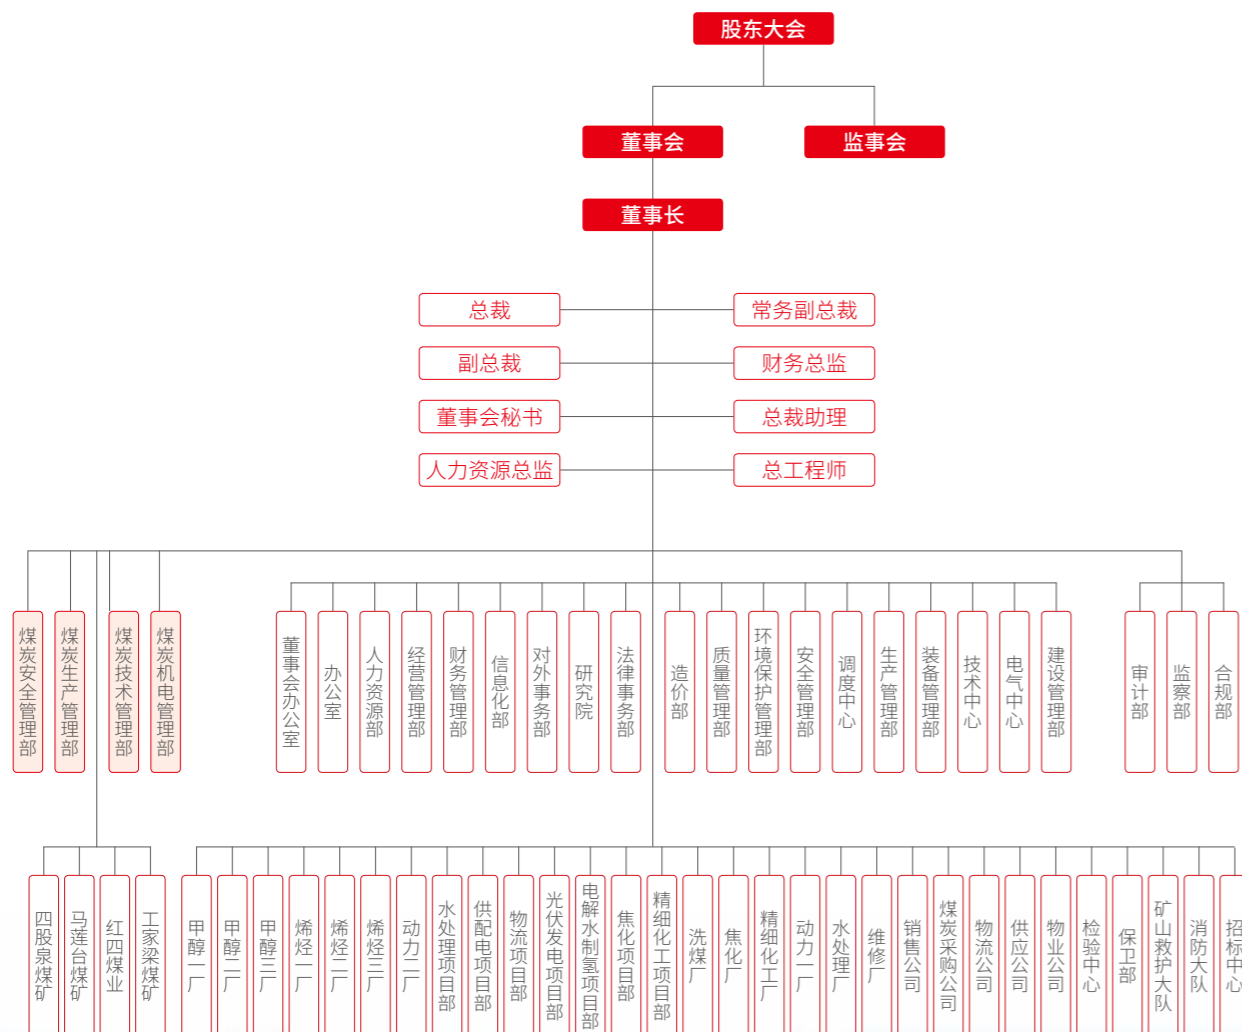 股东大会
董事会
监事会
董事长
总裁
常务副总裁
副总裁
财务总监
董事会秘书
总裁助理
人力资源总监
总工程师
煤炭安全管理部
煤炭生产管理部
煤炭技术管理部
煤炭机电管理部
董事会办公室
办公室
人力资源部
经营管理部
财务管理部
信息化部
对外事务部
研究院
法律事务部
造价部
质量管理部
环境保护管理部
安全管理部
调度中心
生产管理部
装备管理部
技术中心
电气中心
建设管理部
审计部
监察部
合规部
四股泉煤矿
马莲台煤矿
红四煤业
工家梁煤矿
甲醇一厂
甲醇二厂
甲醇三厂
烯烃一厂
烯烃二厂
烯烃三厂
动力二厂
水处理项目部
供配电项目部
物流项目部
光伏发电项目部
电解水制氢项目部
焦化项目部
精细化工项目部
洗煤厂
焦化厂
精细化工厂
动力一厂
水处理厂
维修厂
销售公司
煤炭采购公司
物流公司
供应公司
物业公司
检验中心
保卫部
矿山救护大队
消防大队
招标中心